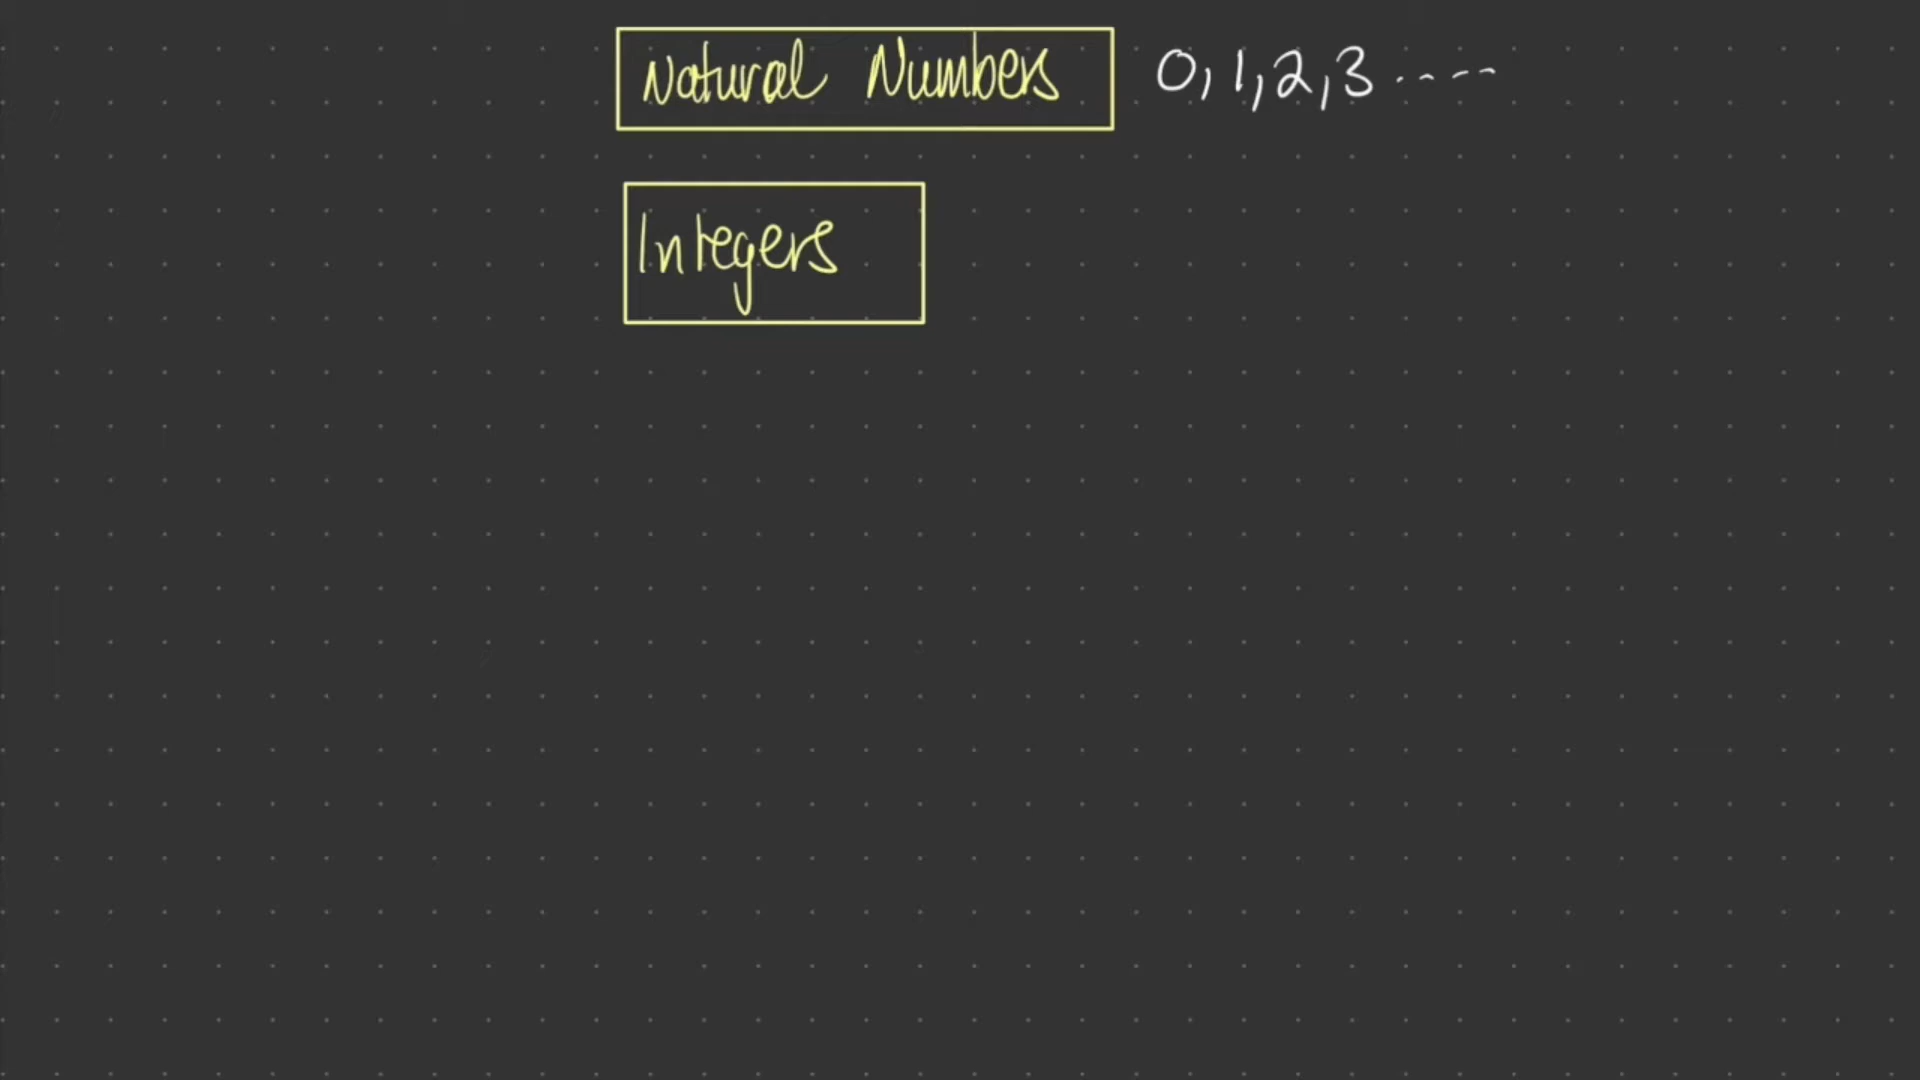 Natural Numbers 0, 1, 2, 3 ----
Integers